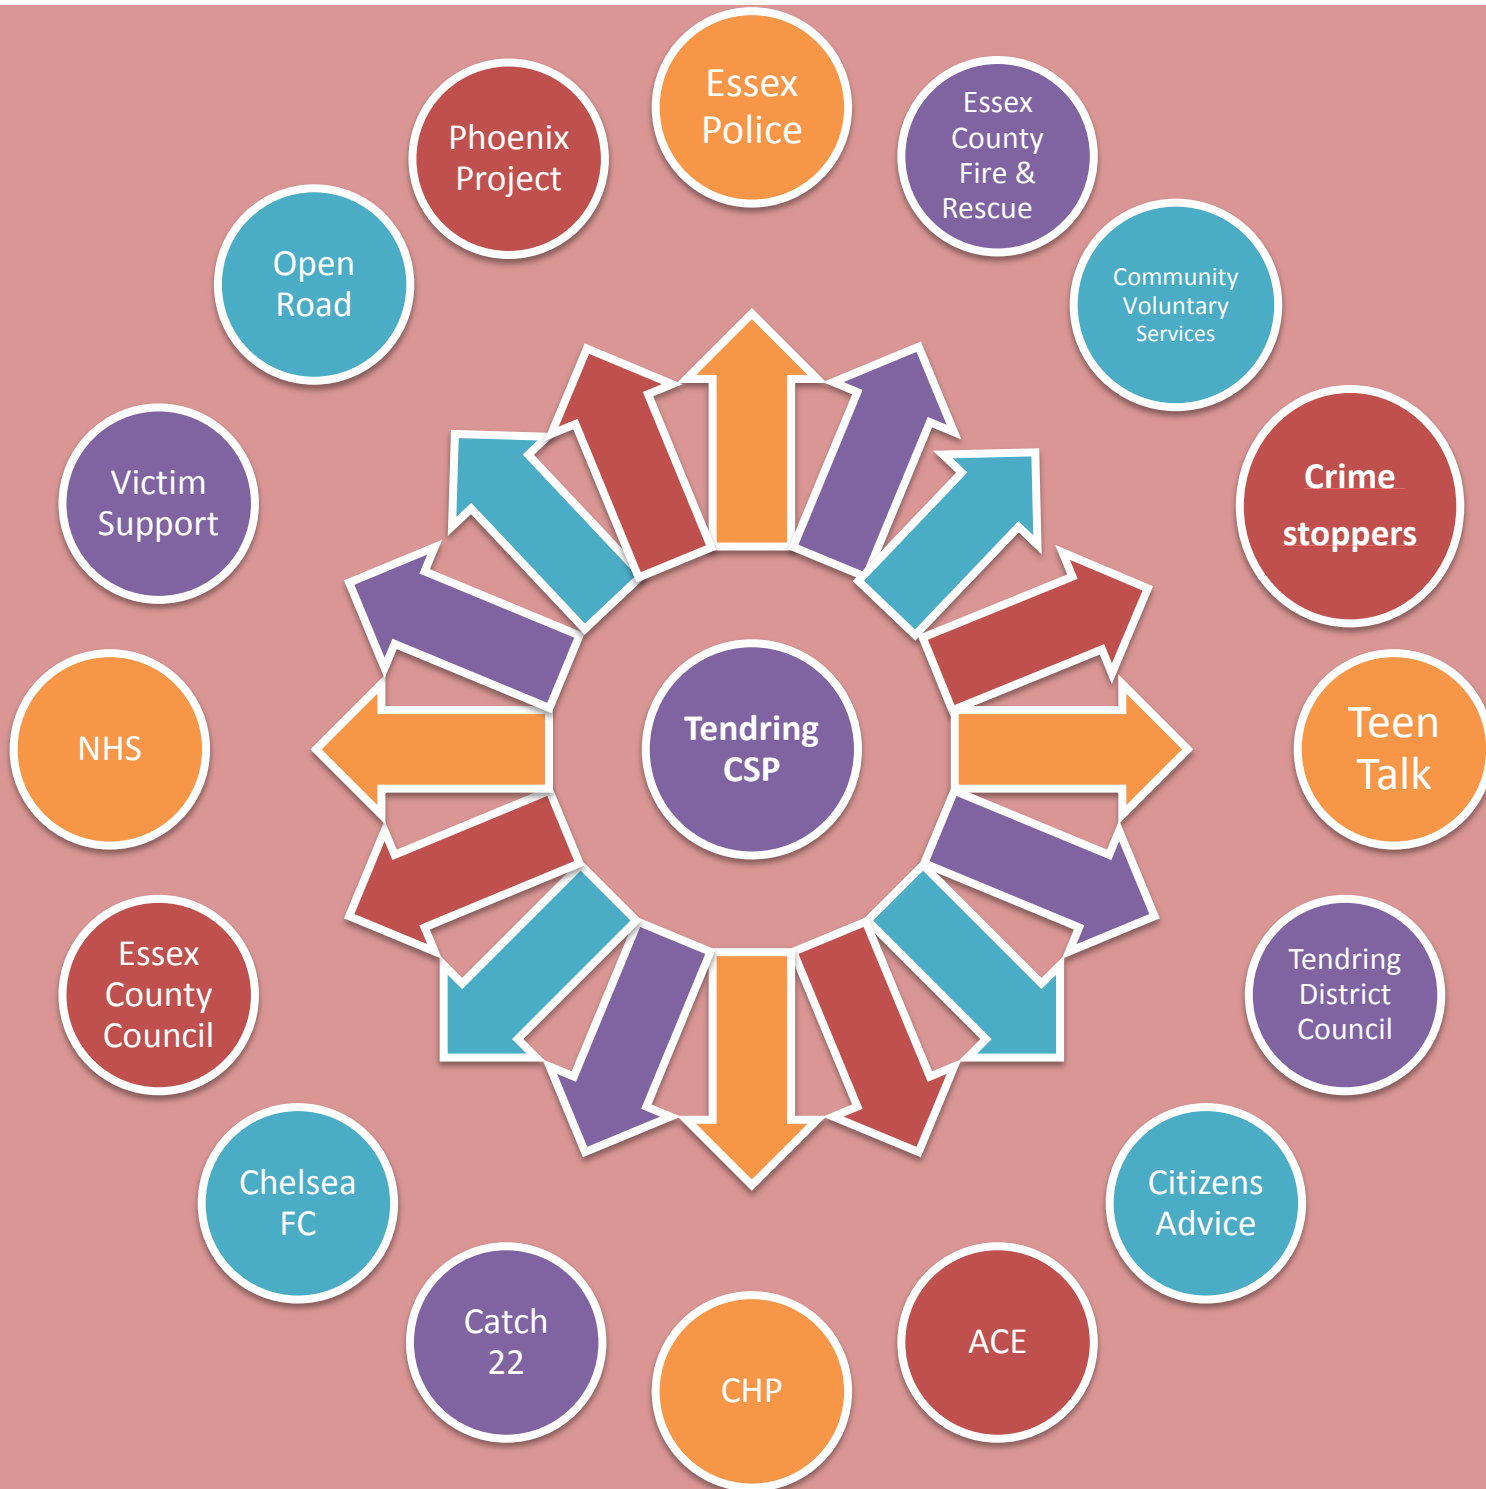 Essex
Police
Essex
County
Fire &
Rescue
Community
Voluntary
Services
Crime
stoppers
Teen
Talk
Tendring
District
Council
Citizens
Advice
ACE
CHP
Catch
22
Chelsea
FC
Essex
County
Council
NHS
Victim
Support
Open
Road
Phoenix
Project
Tendring
CSP